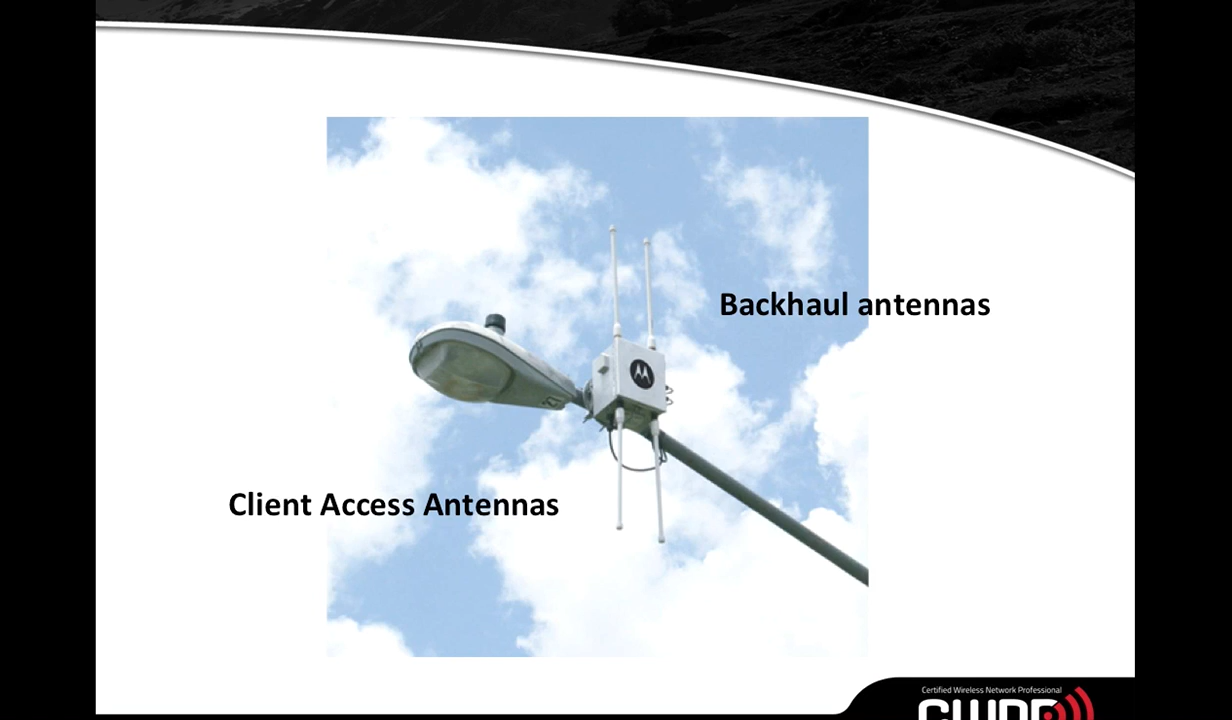 Backhaul antennas
Client Access Antennas
Certified Wireless Network Professional